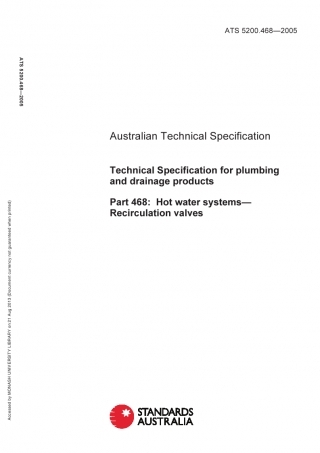 ATS 5200.468—2005
ATS 5200.468—2005
Australian Technical Specification
Technical Specification for plumbing
and drainage products
Part 468: Hot water systems—
Recirculation valves
Accessed by MONASH UNIVERSITY LIBRARY on 21 Aug 2013 (Document currency not guaranteed when printed)
STANDARDS
AUSTRALIA